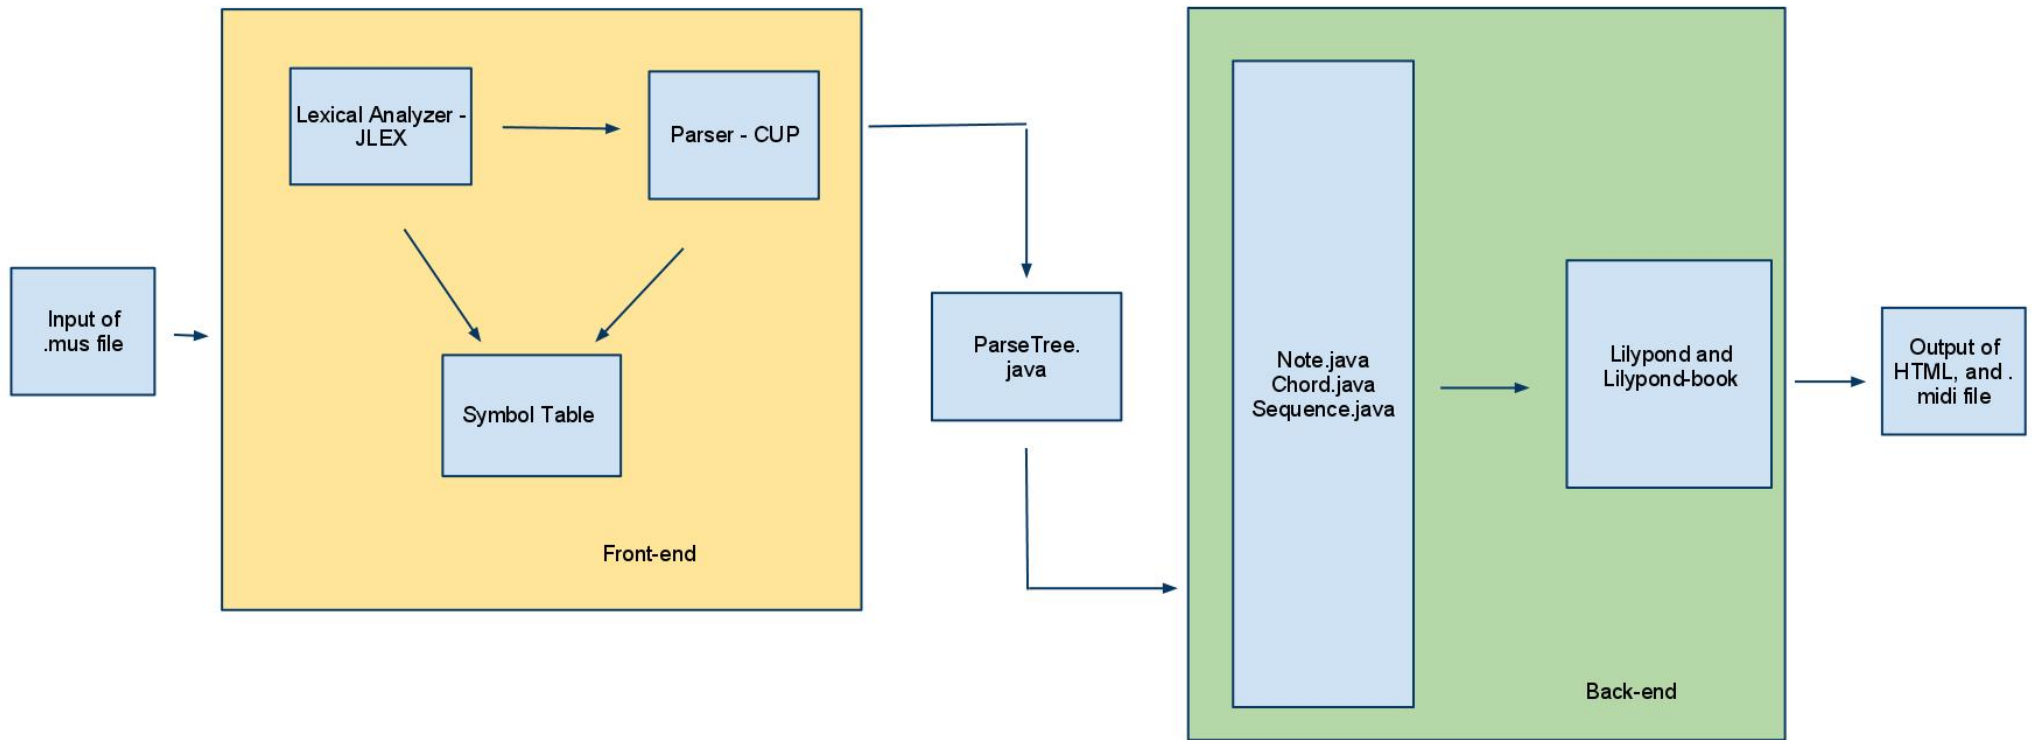 Input of
.mus file
Lexical Analyzer -
JLEX
Parser - CUP
Symbol Table
Front-end
ParseTree.
java
Note.java
Chord.java
Sequence.java
Lilypond and
Lilypond-book
Back-end
Output of
HTML, and .
midi file